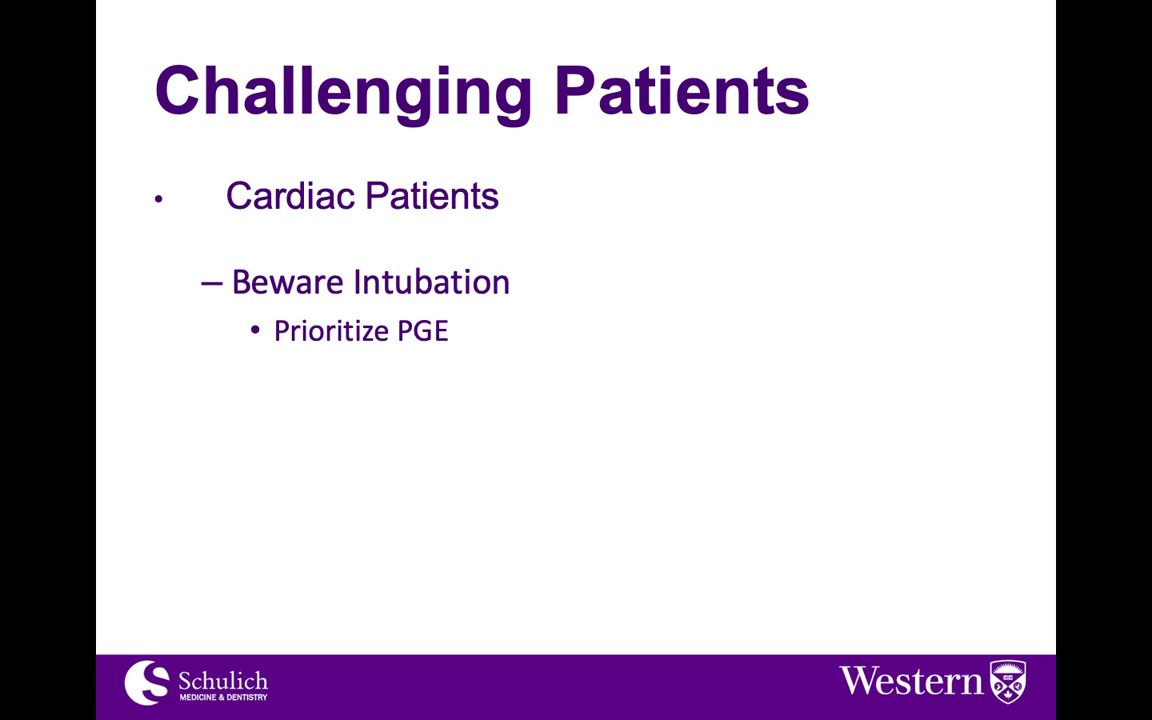 Challenging Patients
• Cardiac Patients
– Beware Intubation
• Prioritize PGE
Schulich
MEDICINE & DENTISTRY
Western